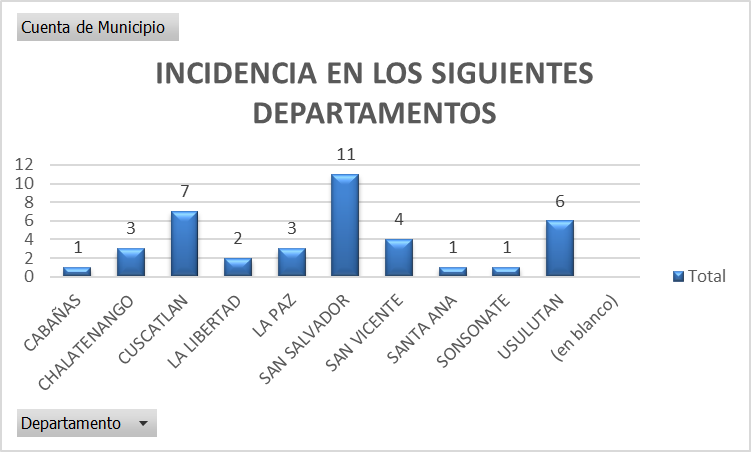 Cuenta de Municipio
INCIDENCIA EN LOS SIGUIENTES
DEPARTAMENTOS
12
10
8
6
4
2
0
1
3
7
2
3
11
4
1
1
6
CABAÑAS
CHALATENANGO
CUSCATLAN
LA LIBERTAD
LA PAZ
SAN SALVADOR
SAN VICENTE
SANTA ANA
SONSONATE
USULUTAN
(en blanco)
Total
Departamento